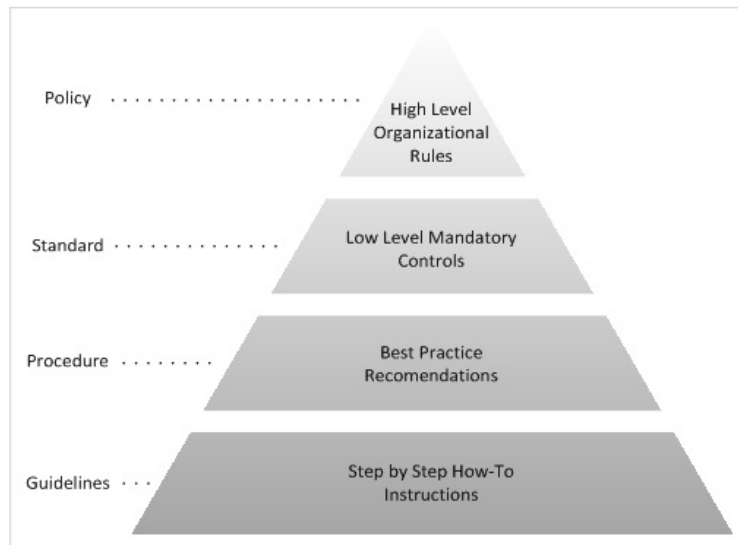 Policy
High Level
Organizational
Rules
Standard
Low Level Mandatory
Controls
Procedure
Best Practice
Recomendations
Guidelines
Step by Step How-To
Instructions